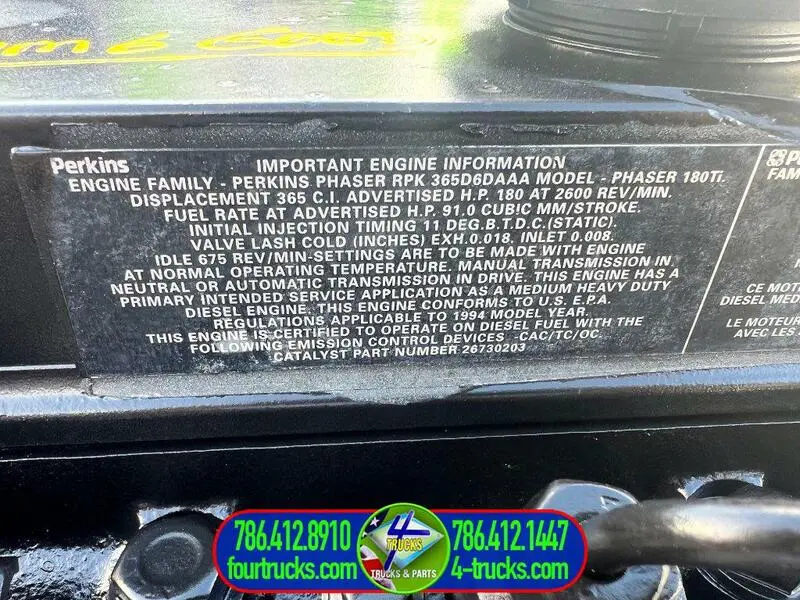 Perkins
IMPORTANT ENGINE INFORMATION
ENGINE FAMILY - PERKINS PHASER RPK 365D6DAAA MODEL - PHASER 180Ti.
DISPLACEMENT 365 C.I. ADVERTISED H.P. 180 AT 2600 REV/MIN.
FUEL RATE AT ADVERTISED H.P. 91.0 CUBIC MM/STROKE.
INITIAL INJECTION TIMING 11 DEG.B.T.D.C.(STATIC).
VALVE LASH COLD (INCHES) EXH.0.018, INLET 0.008.
IDLE 675 REV/MIN-SETTINGS ARE TO BE MADE WITH ENGINE
AT NORMAL OPERATING TEMPERATURE. MANUAL TRANSMISSION IN
NEUTRAL OR AUTOMATIC TRANSMISSION IN DRIVE. THIS ENGINE HAS A
PRIMARY INTENDED SERVICE APPLICATION AS A MEDIUM HEAVY DUTY
DIESEL ENGINE. THIS ENGINE CONFORMS TO U.S. E.P.A.
REGULATIONS APPLICABLE TO 1994 MODEL YEAR.
THIS ENGINE IS CERTIFIED TO OPERATE ON DIESEL FUEL WITH THE
FOLLOWING EMISSION CONTROL DEVICES -CAC/TC/OC.
CATALYST PART NUMBER 26730203
FAM
CE MOT
DIESEL MED
LE MOTEUR
AVEC LES
786.412.8910
fourtrucks.com
4
TRUCKS
TRUCKS & PARTS
786.412.1447
4-trucks.com